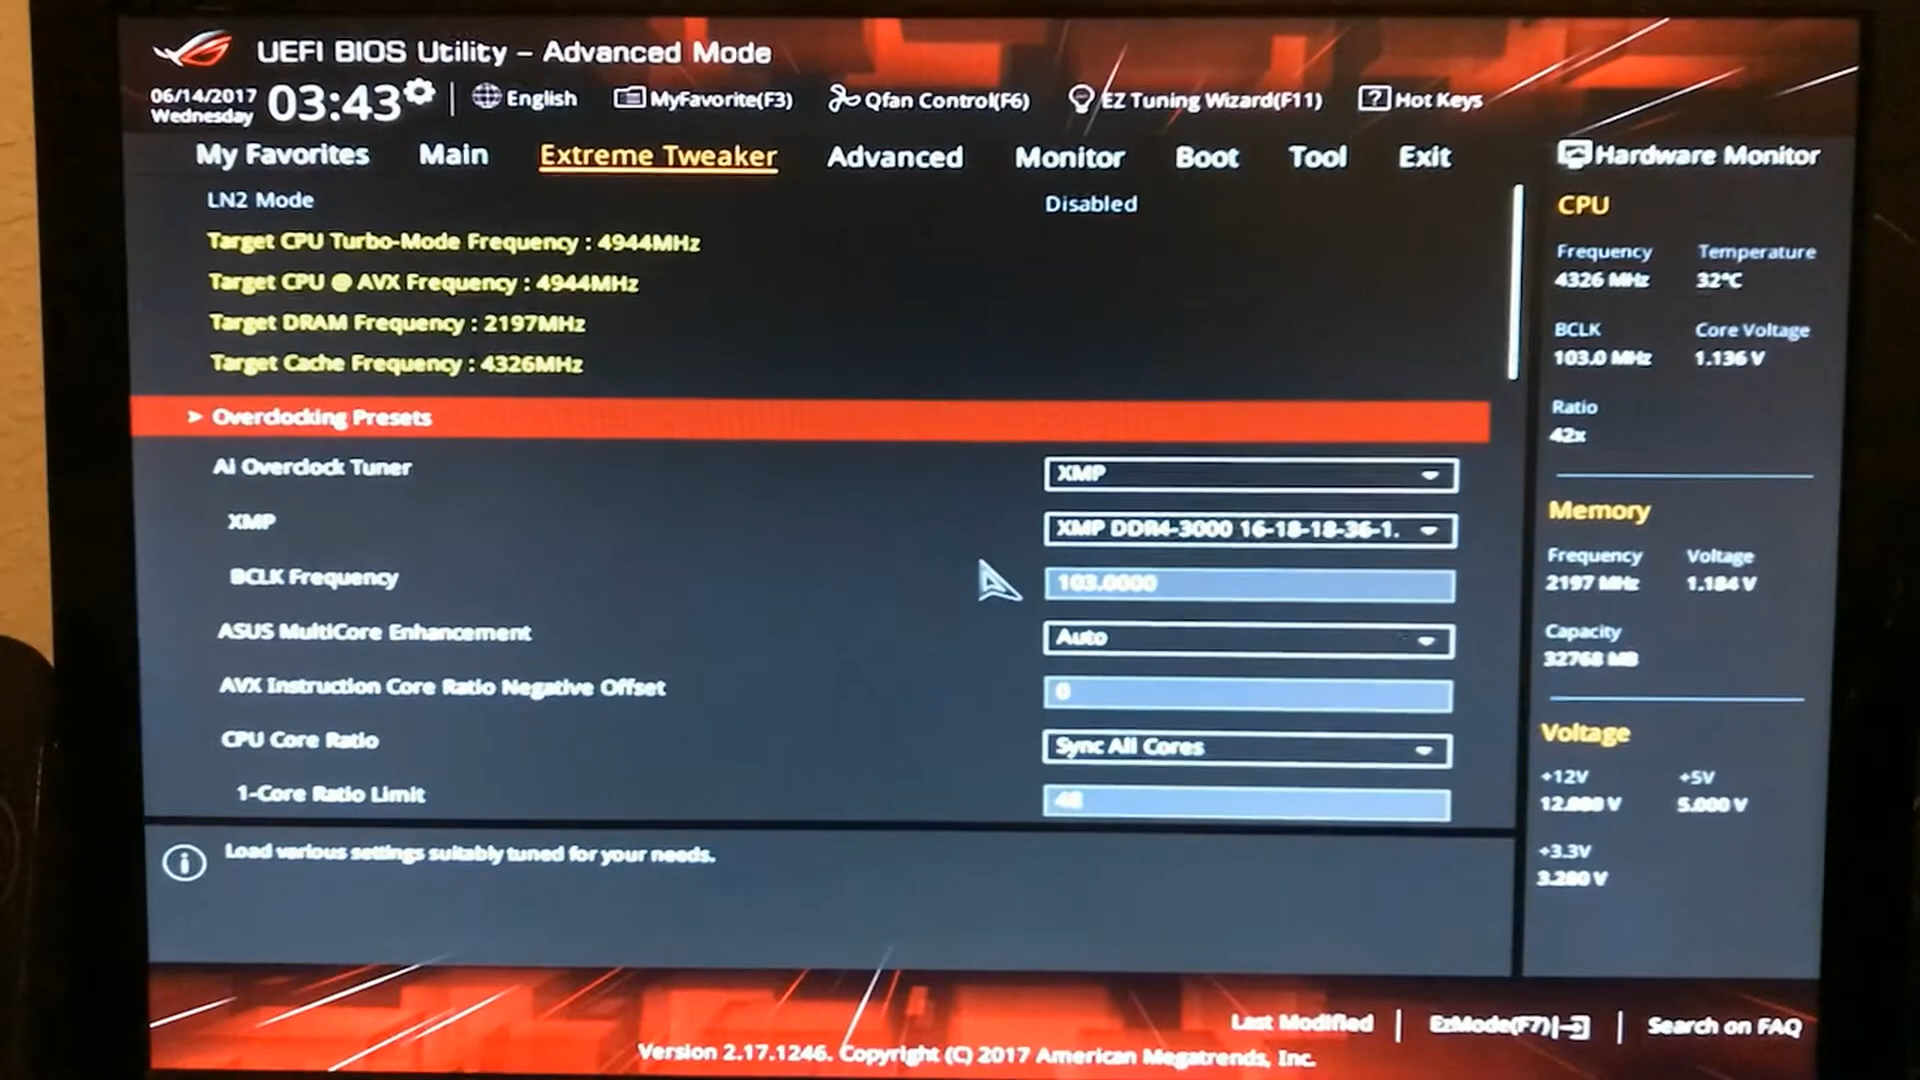 UEFI BIOS Utility – Advanced Mode
06/14/2017
Wednesday
03:43
English
MyFavorite(F3)
Qfan Control(F6)
EZ Tuning Wizard(F11)
? Hot Keys
My Favorites
Main
Extreme Tweaker
Advanced
Monitor
Boot
Tool
Exit
LN2 Mode
Disabled
Target CPU Turbo-Mode Frequency : 4944MHz
Target CPU @ AVX Frequency : 4944MHz
Target DRAM Frequency : 2197MHz
Target Cache Frequency : 4326MHz
> Overclocking Presets
Ai Overclock Tuner
XMP
XMP
XMP DDR4-3000 16-18-18-36-1.
BCLK Frequency
103.0000
ASUS MultiCore Enhancement
Auto
AVX Instruction Core Ratio Negative Offset
0
CPU Core Ratio
Sync All Cores
1-Core Ratio Limit
48
Load various settings suitably tuned for your needs.
Hardware Monitor
CPU
Frequency
Temperature
4326 MHz
32°C
BCLK
Core Voltage
103.0 MHz
1.136 V
Ratio
42x
Memory
Frequency
Voltage
2197 MHz
1.184 V
Capacity
32768 MB
Voltage
+12V
+5V
5.000 V
+3.3V
Last Modified
EzMode(F7)
Search on FAQ
Version 2.17.1246. Copyright (C) 2017 American Megatrends, Inc.